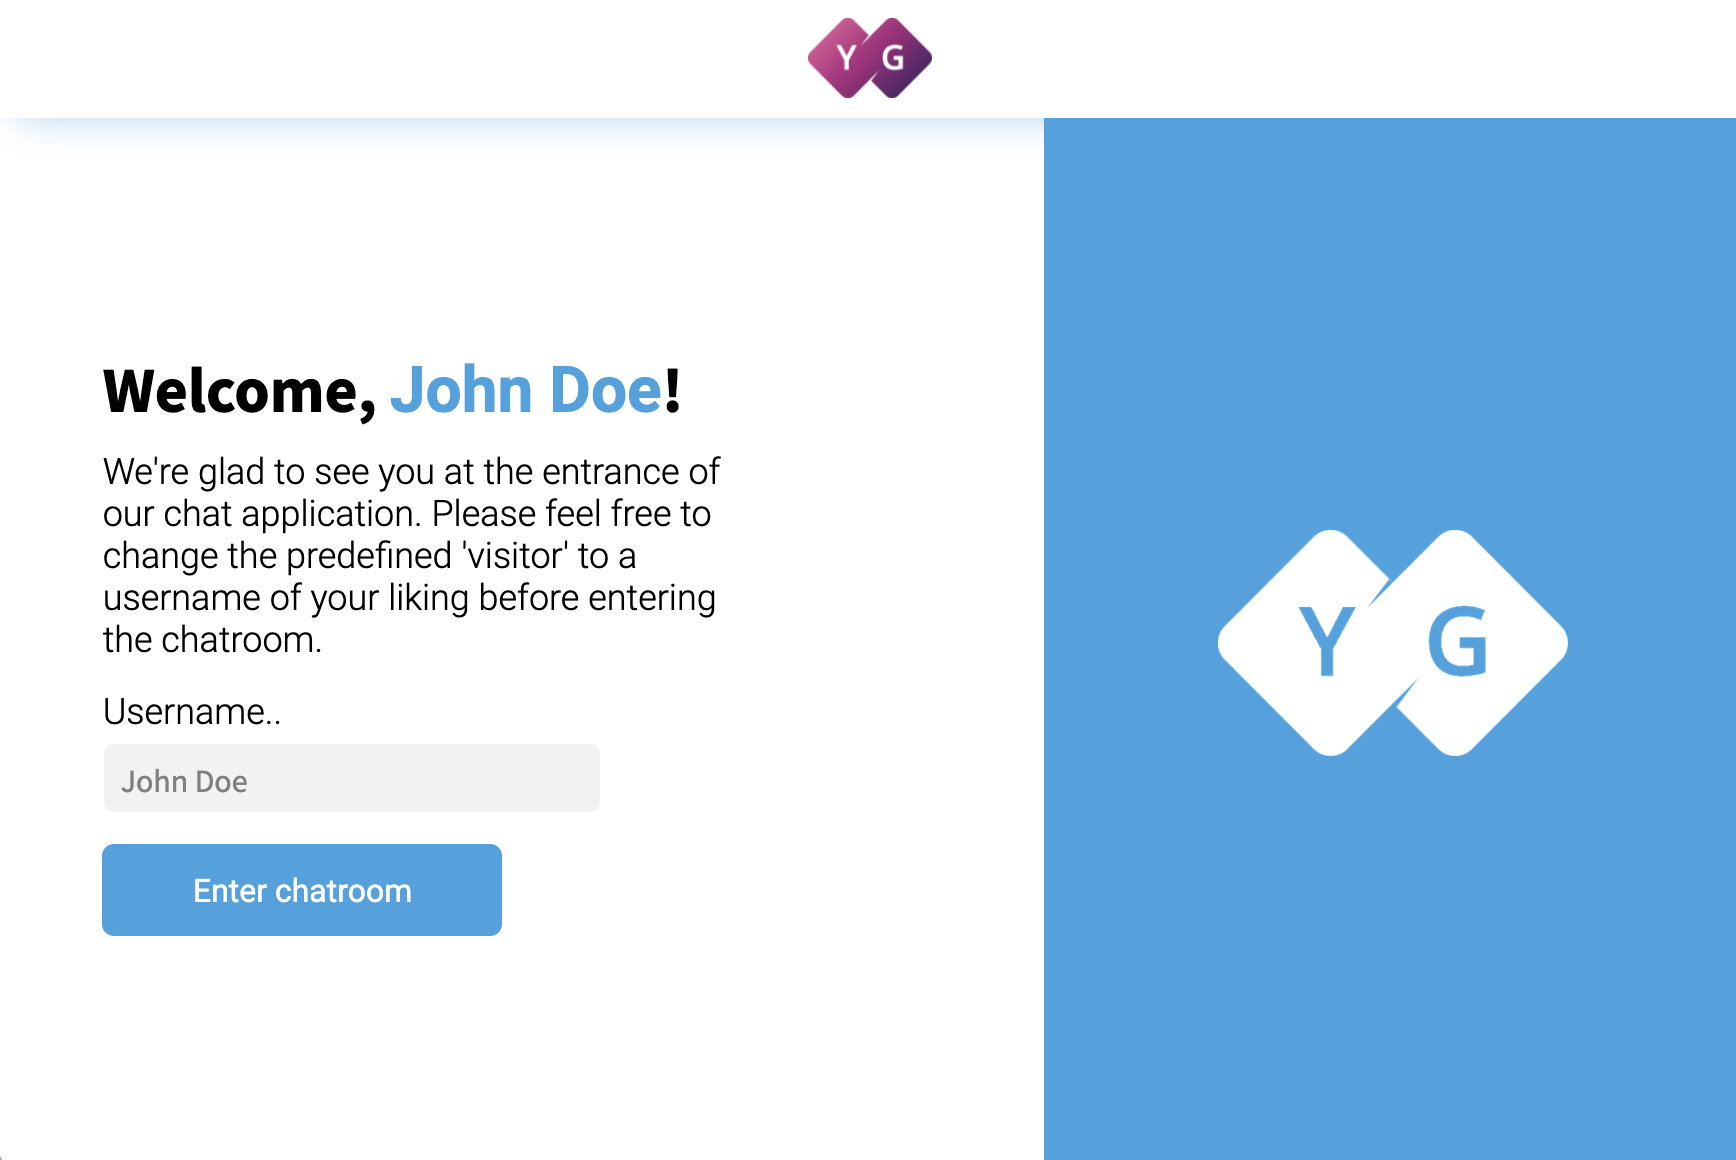 Y G
Welcome, John Doe!
We're glad to see you at the entrance of
our chat application. Please feel free to
change the predefined 'visitor' to a
username of your liking before entering
the chatroom.
Username..
John Doe
Enter chatroom
Y G